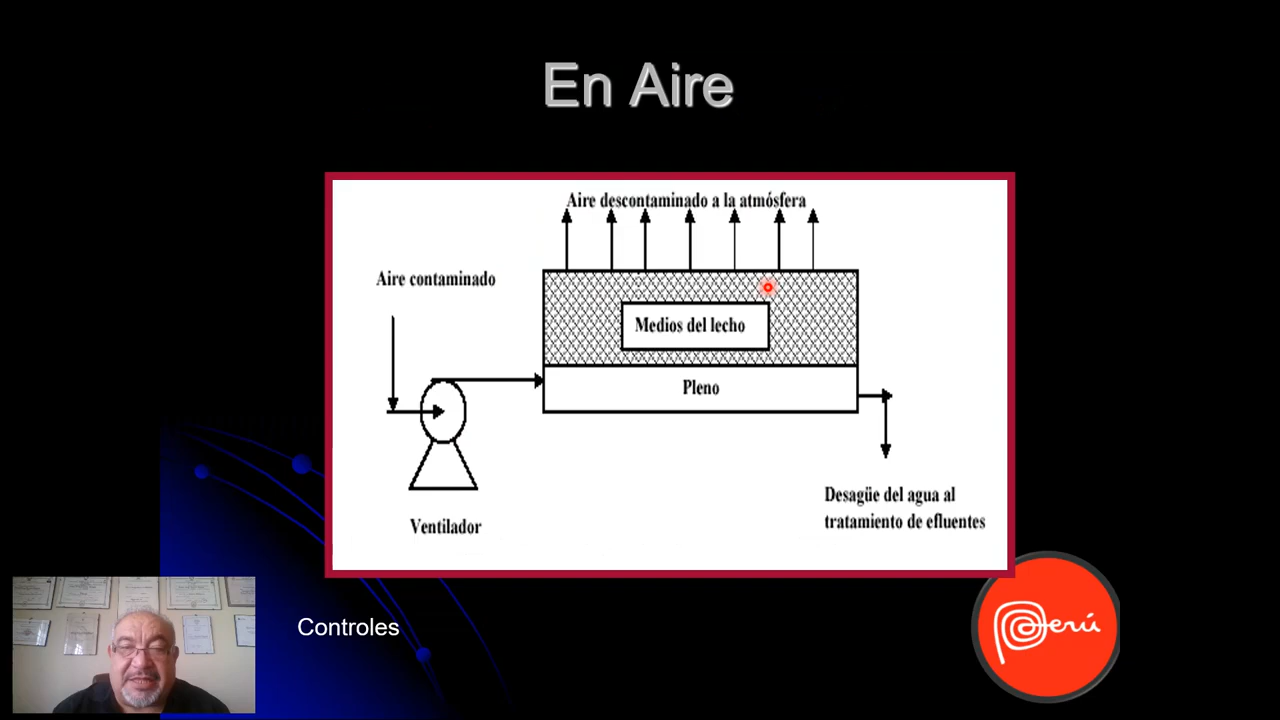 En Aire
Aire descontaminado a la atmósfera
Aire contaminado
Medios del lecho
Pleno
Desagüe del agua al
tratamiento de efluentes
Ventilador
Controles
Perú